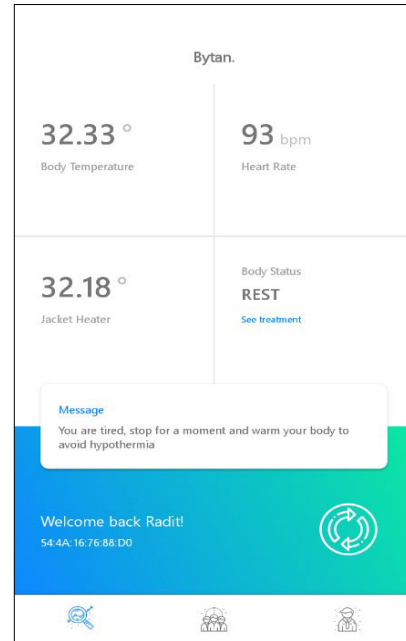 Bytan.
32.33 °
Body Temperature
93 bpm
Heart Rate
32.18 °
Jacket Heater
Body Status
REST
See treatment
Message
You are tired, stop for a moment and warm your body to
avoid hypothermia
Welcome back Radit!
54:4A:16:76:88:D0